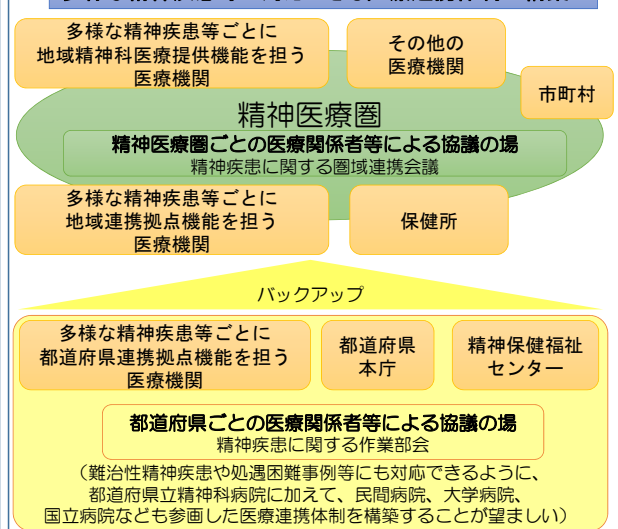 多様な精神疾患等ごとに
地域精神科医療提供機能を担う
医療機関
その他の
医療機関
市町村
精神医療圏
精神医療圏ごとの医療関係者等による協議の場
精神疾患に関する圏域連携会議
多様な精神疾患等ごとに
地域連携拠点機能を担う
医療機関
保健所
バックアップ
多様な精神疾患等ごとに
都道府県連携拠点機能を担う
医療機関
都道府県
本庁
精神保健福祉
センター
都道府県ごとの医療関係者等による協議の場
精神疾患に関する作業部会
（難治性精神疾患や処遇困難事例等にも対応できるように、
都道府県立精神科病院に加えて、民間病院、大学病院、
国立病院なども参画した医療連携体制を構築することが望ましい）